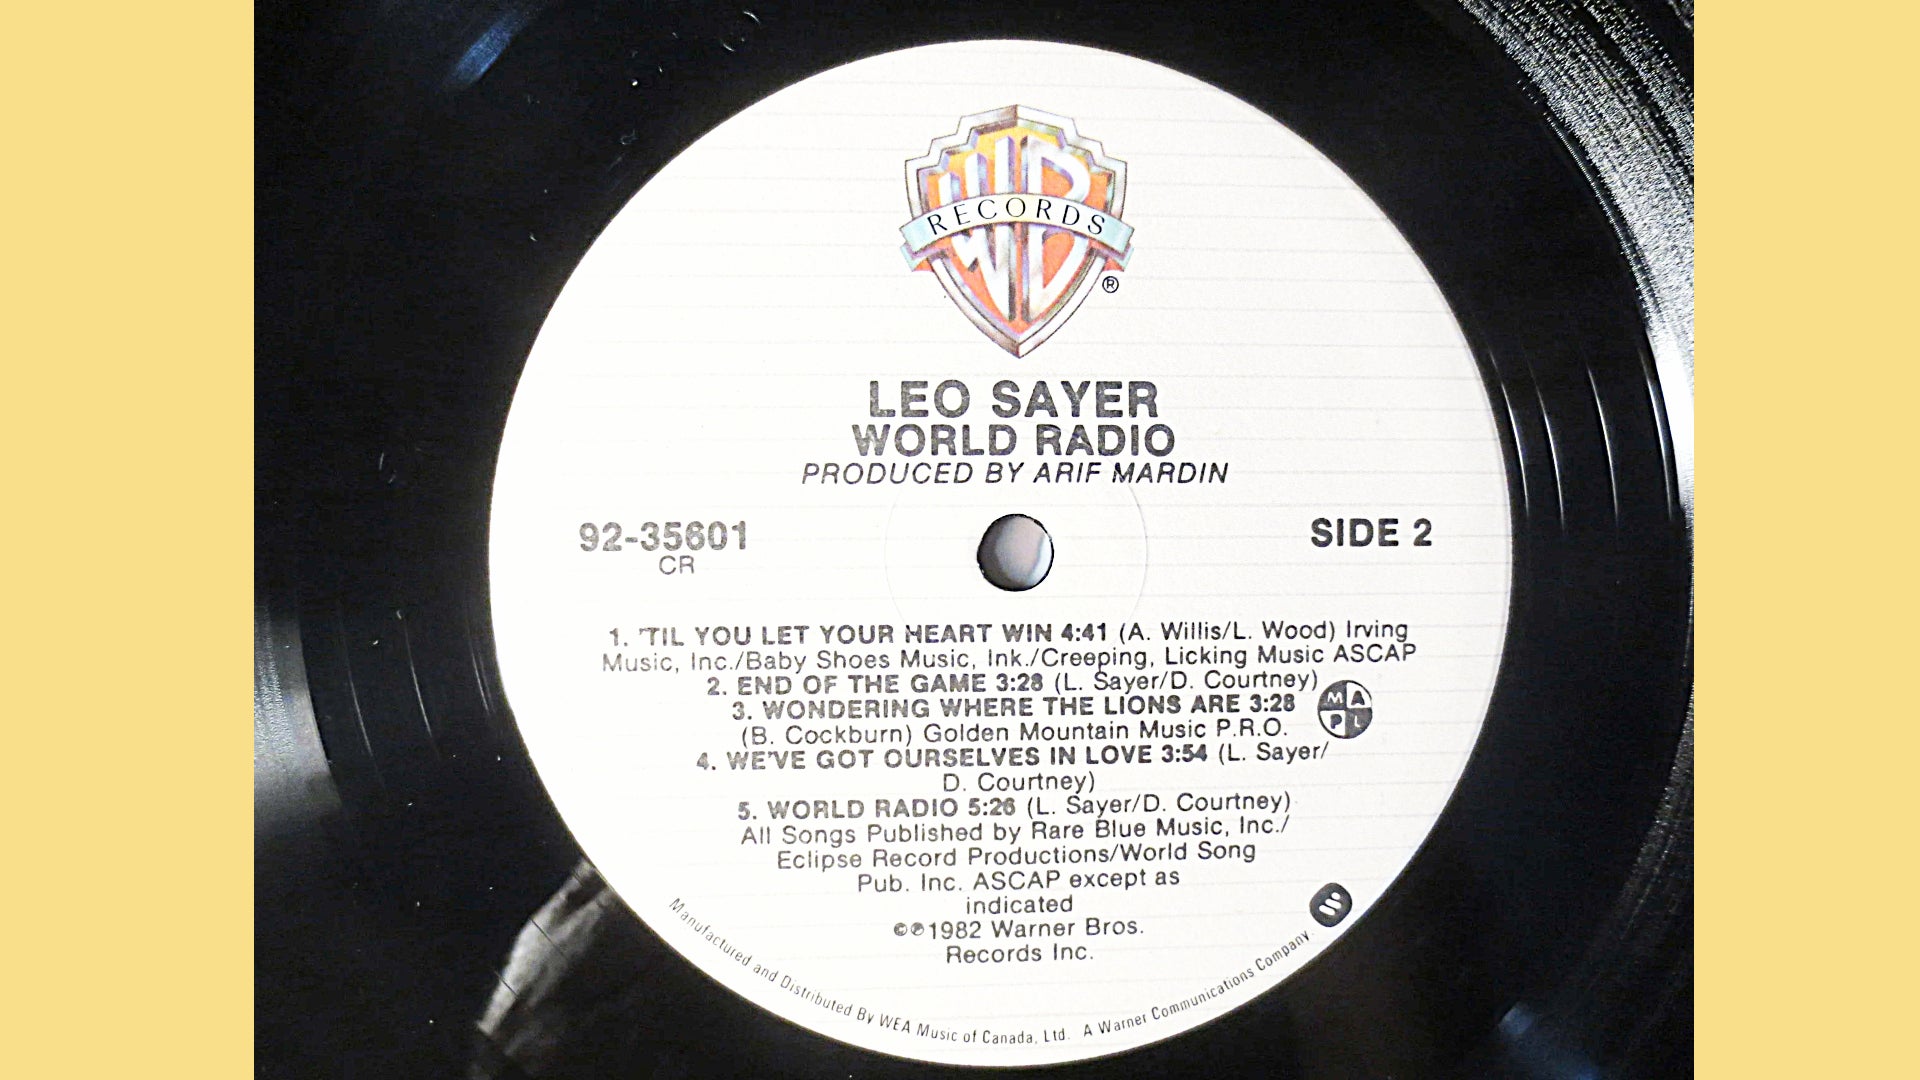 WB
RECORDS
®
LEO SAYER
WORLD RADIO
PRODUCED BY ARIF MARDIN
92-35601
CR
SIDE 2
1. 'TIL YOU LET YOUR HEART WIN 4:41 (A. Willis/L. Wood) Irving
Music, Inc./Baby Shoes Music, Ink./Creeping, Licking Music ASCAP
2. END OF THE GAME 3:28 (L. Sayer/D. Courtney)
3. WONDERING WHERE THE LIONS ARE 3:28
(B. Cockburn) Golden Mountain Music P.R.O.
MAPL
4. WE'VE GOT OURSELVES IN LOVE 3:54 (L. Sayer/
D. Courtney)
5. WORLD RADIO 5:26 (L. Sayer/D. Courtney)
All Songs Published by Rare Blue Music, Inc./
Eclipse Record Productions/World Song
Pub. Inc. ASCAP except as
indicated
©℗1982 Warner Bros.
Records Inc.
Manufactured and Distributed By WEA Music of Canada, Ltd. A Warner Communications Company.